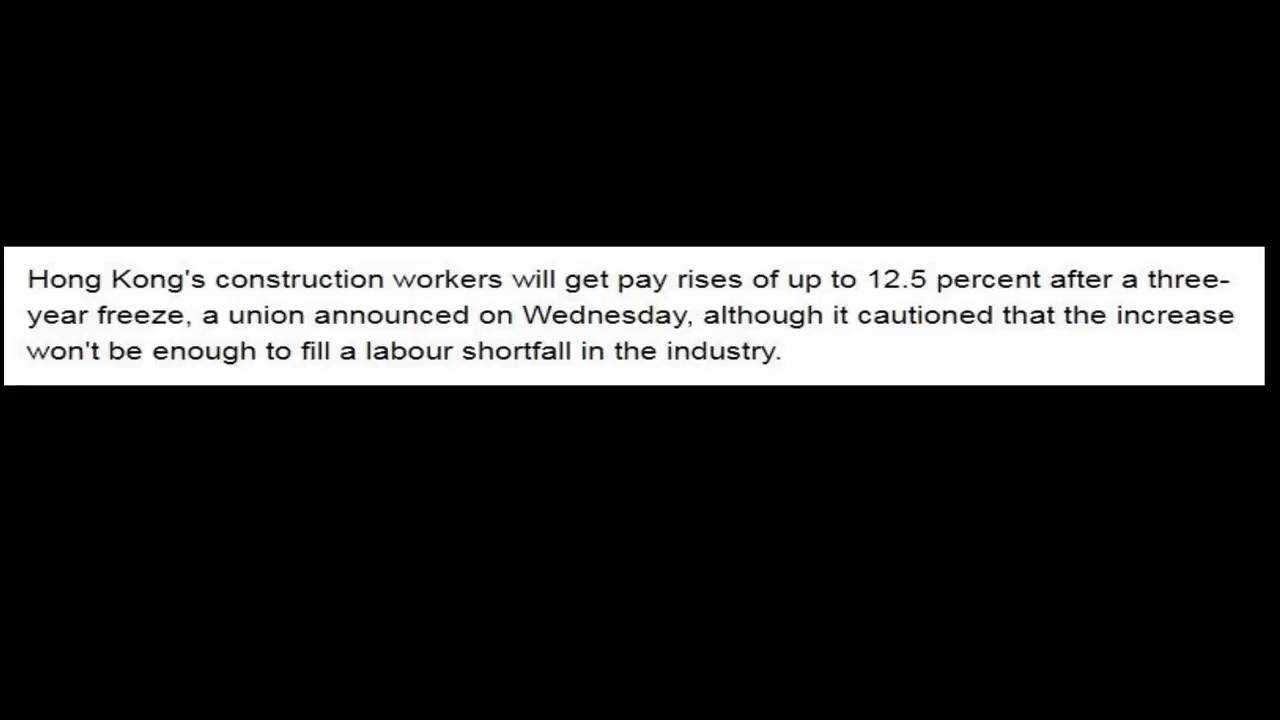 Hong Kong's construction workers will get pay rises of up to 12.5 percent after a three-
year freeze, a union announced on Wednesday, although it cautioned that the increase
won't be enough to fill a labour shortfall in the industry.